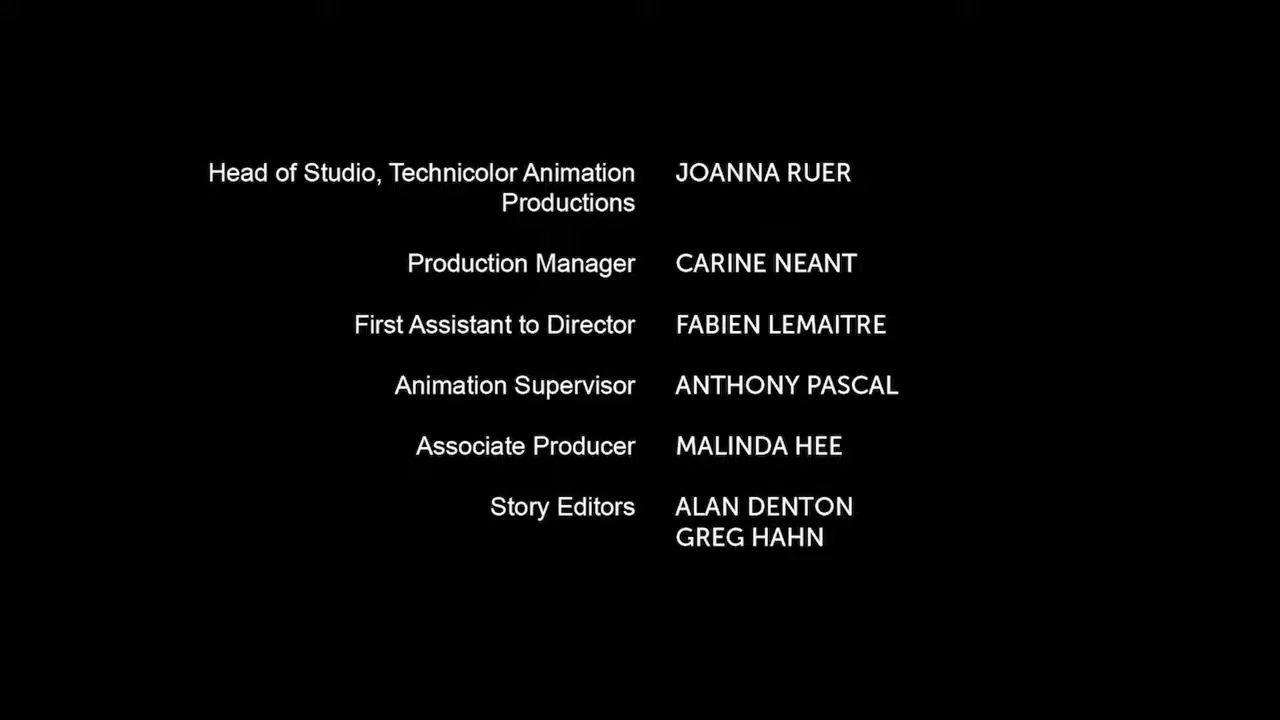 Head of Studio, Technicolor Animation JOANNA RUER
Productions
Production Manager CARINE NEANT
First Assistant to Director FABIEN LEMAITRE
Animation Supervisor ANTHONY PASCAL
Associate Producer MALINDA HEE
Story Editors ALAN DENTON
GREG HAHN